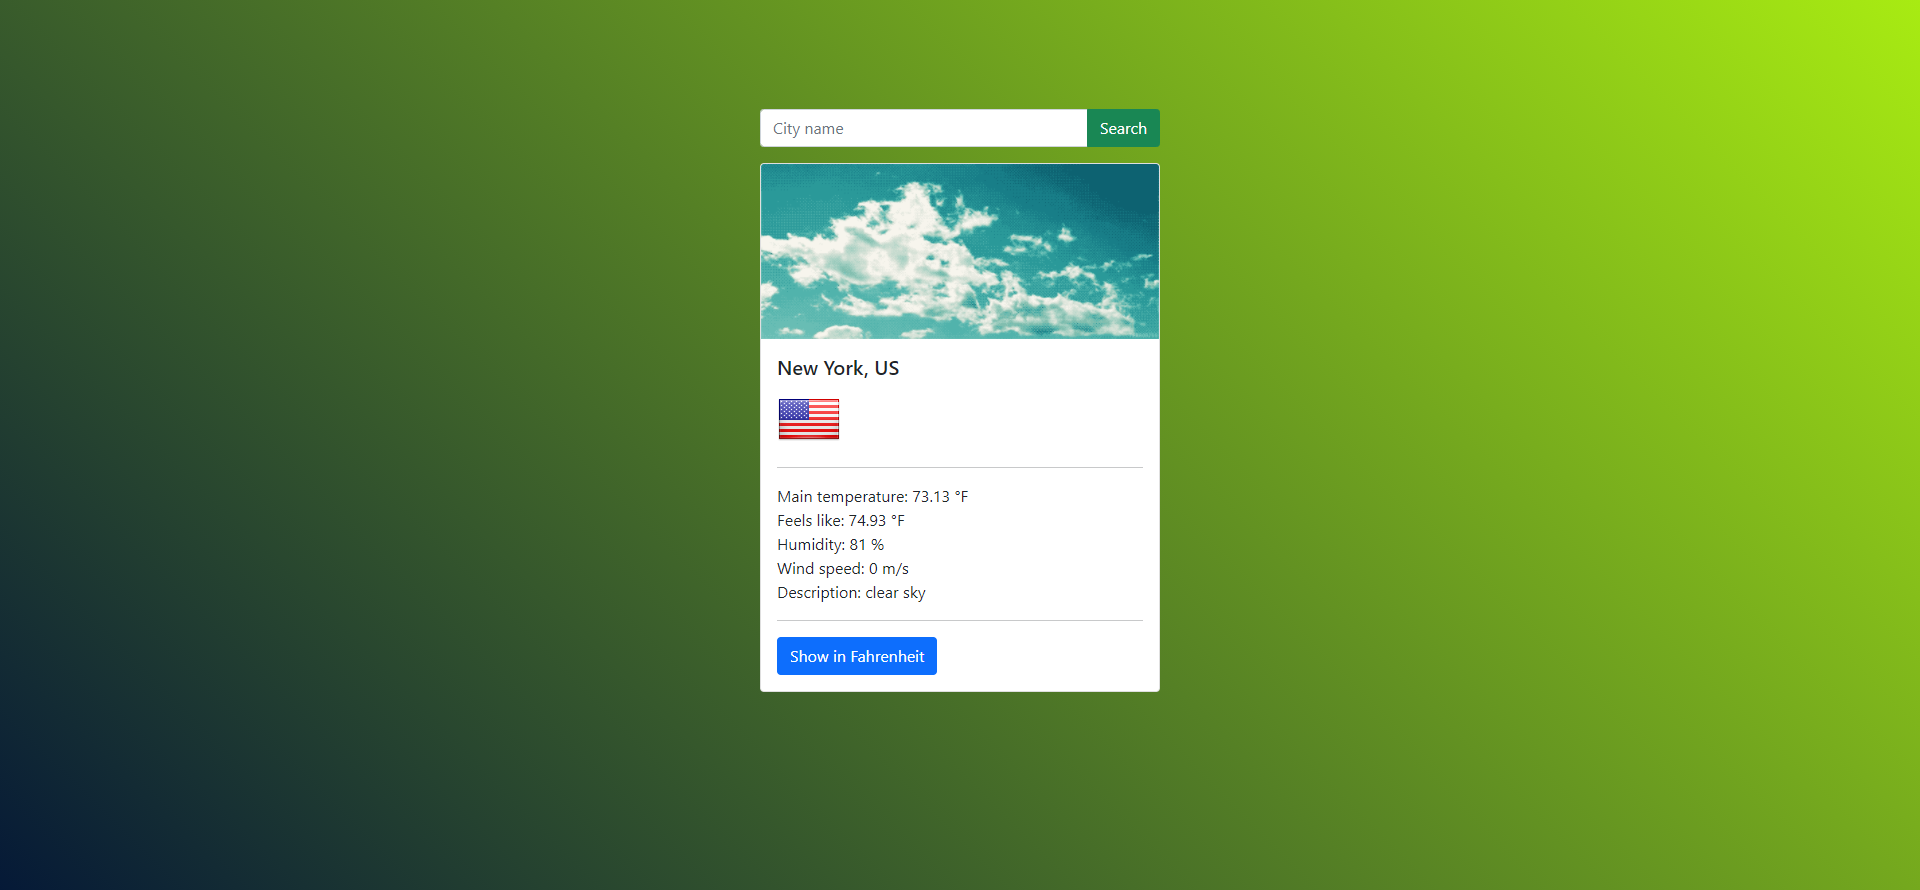 City name
Search
New York, US
Main temperature: 73.13 °F
Feels like: 74.93 °F
Humidity: 81 %
Wind speed: 0 m/s
Description: clear sky
Show in Fahrenheit